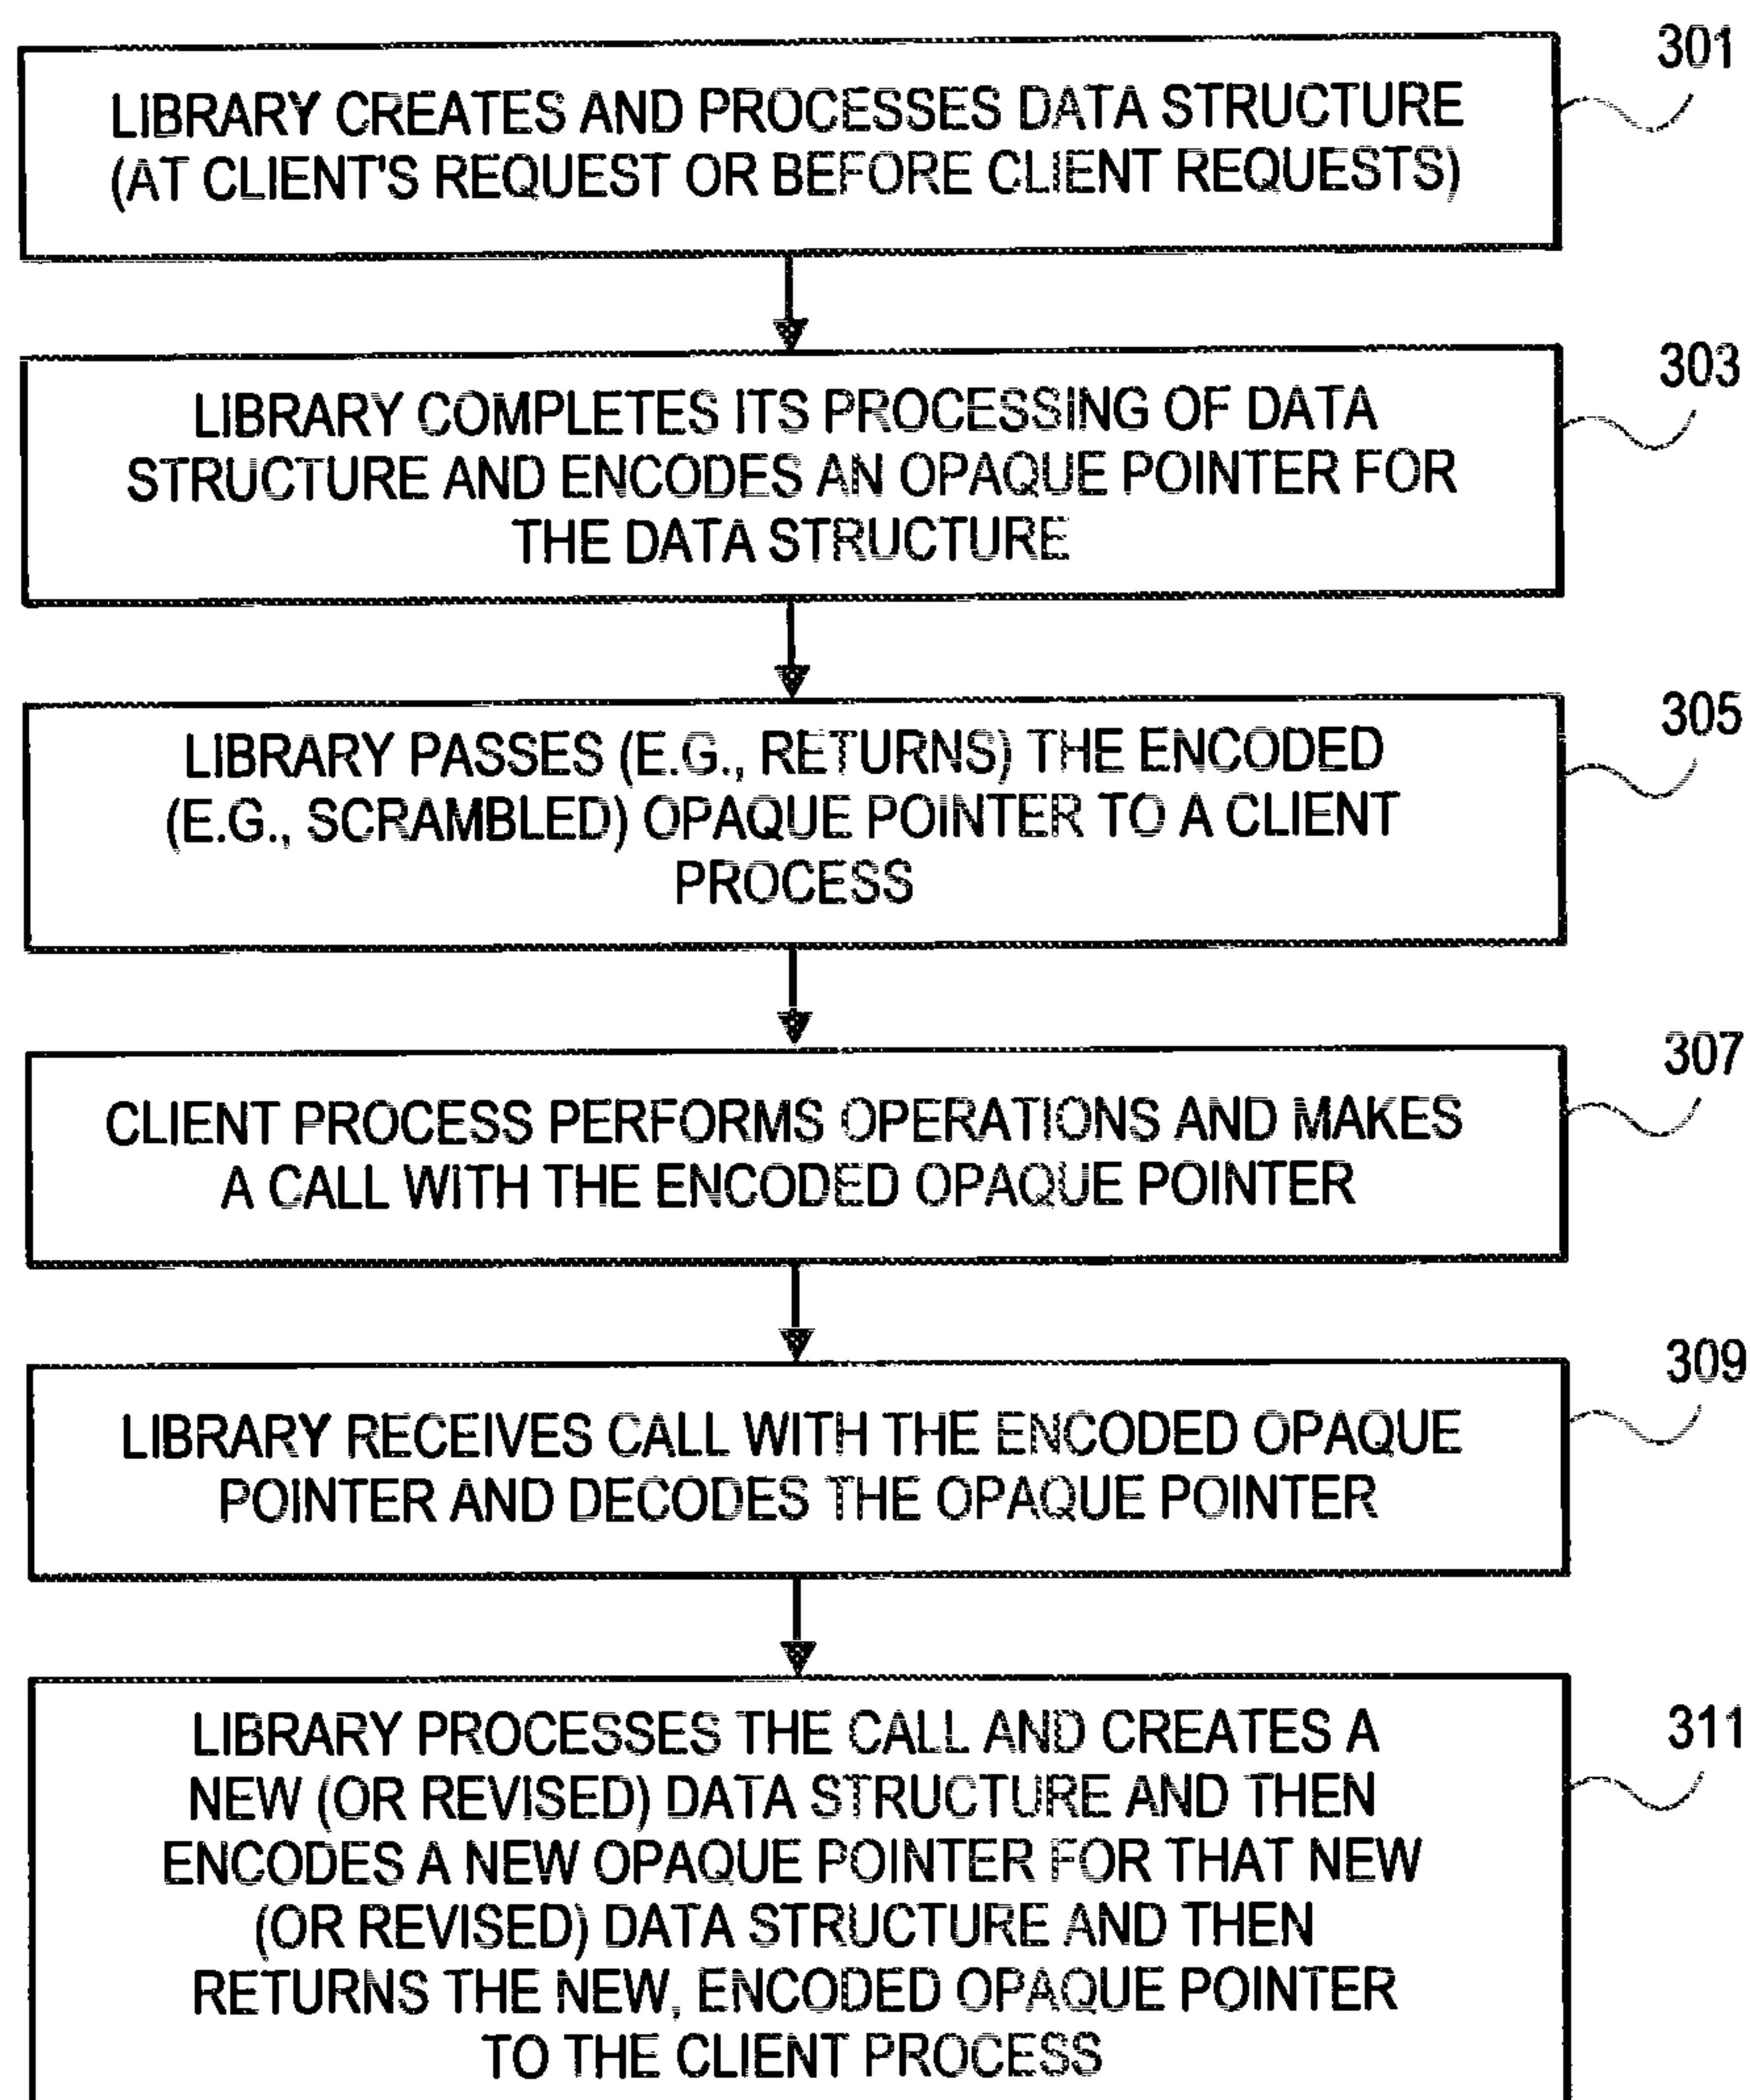 301
LIBRARY CREATES AND PROCESSES DATA STRUCTURE
(AT CLIENT'S REQUEST OR BEFORE CLIENT REQUESTS)
303
LIBRARY COMPLETES ITS PROCESSING OF DATA
STRUCTURE AND ENCODES AN OPAQUE POINTER FOR
THE DATA STRUCTURE
305
LIBRARY PASSES (E.G., RETURNS) THE ENCODED
(E.G., SCRAMBLED) OPAQUE POINTER TO A CLIENT
PROCESS
307
CLIENT PROCESS PERFORMS OPERATIONS AND MAKES
A CALL WITH THE ENCODED OPAQUE POINTER
309
LIBRARY RECEIVES CALL WITH THE ENCODED OPAQUE
POINTER AND DECODES THE OPAQUE POINTER
311
LIBRARY PROCESSES THE CALL AND CREATES A
NEW (OR REVISED) DATA STRUCTURE AND THEN
ENCODES A NEW OPAQUE POINTER FOR THAT NEW
(OR REVISED) DATA STRUCTURE AND THEN
RETURNS THE NEW, ENCODED OPAQUE POINTER
TO THE CLIENT PROCESS